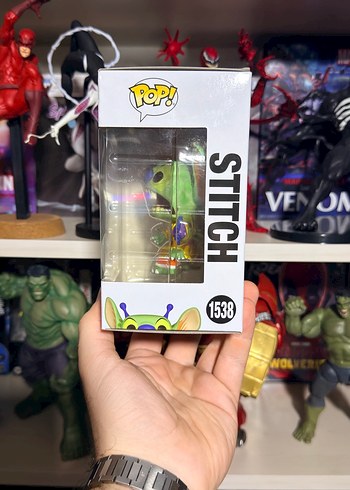 POP!
STITCH
1538
VENOM
WOLVERINE